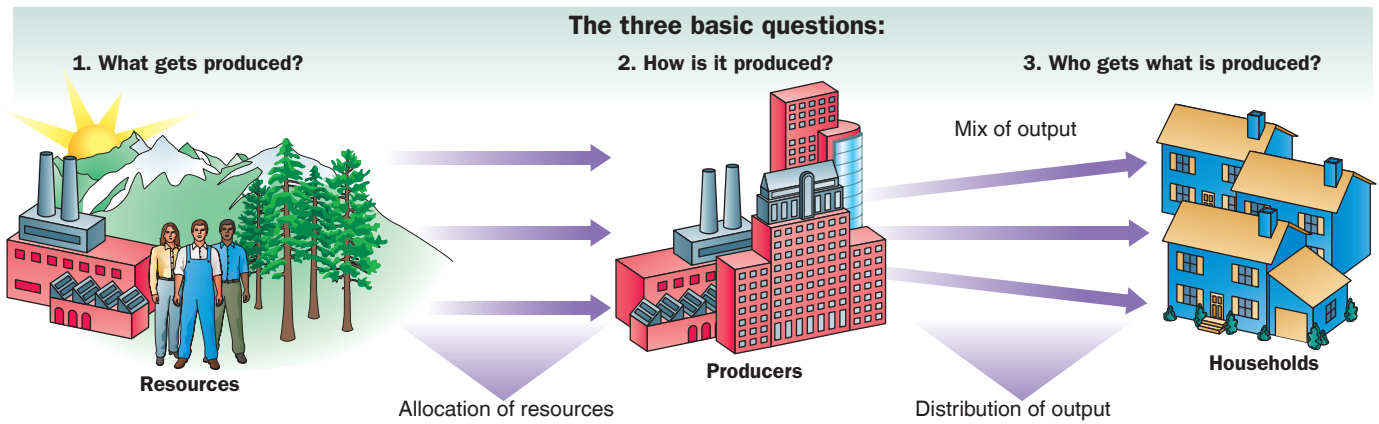 The three basic questions:
1. What gets produced?
2. How is it produced?
3. Who gets what is produced?
Mix of output
Resources
Producers
Households
Allocation of resources
Distribution of output